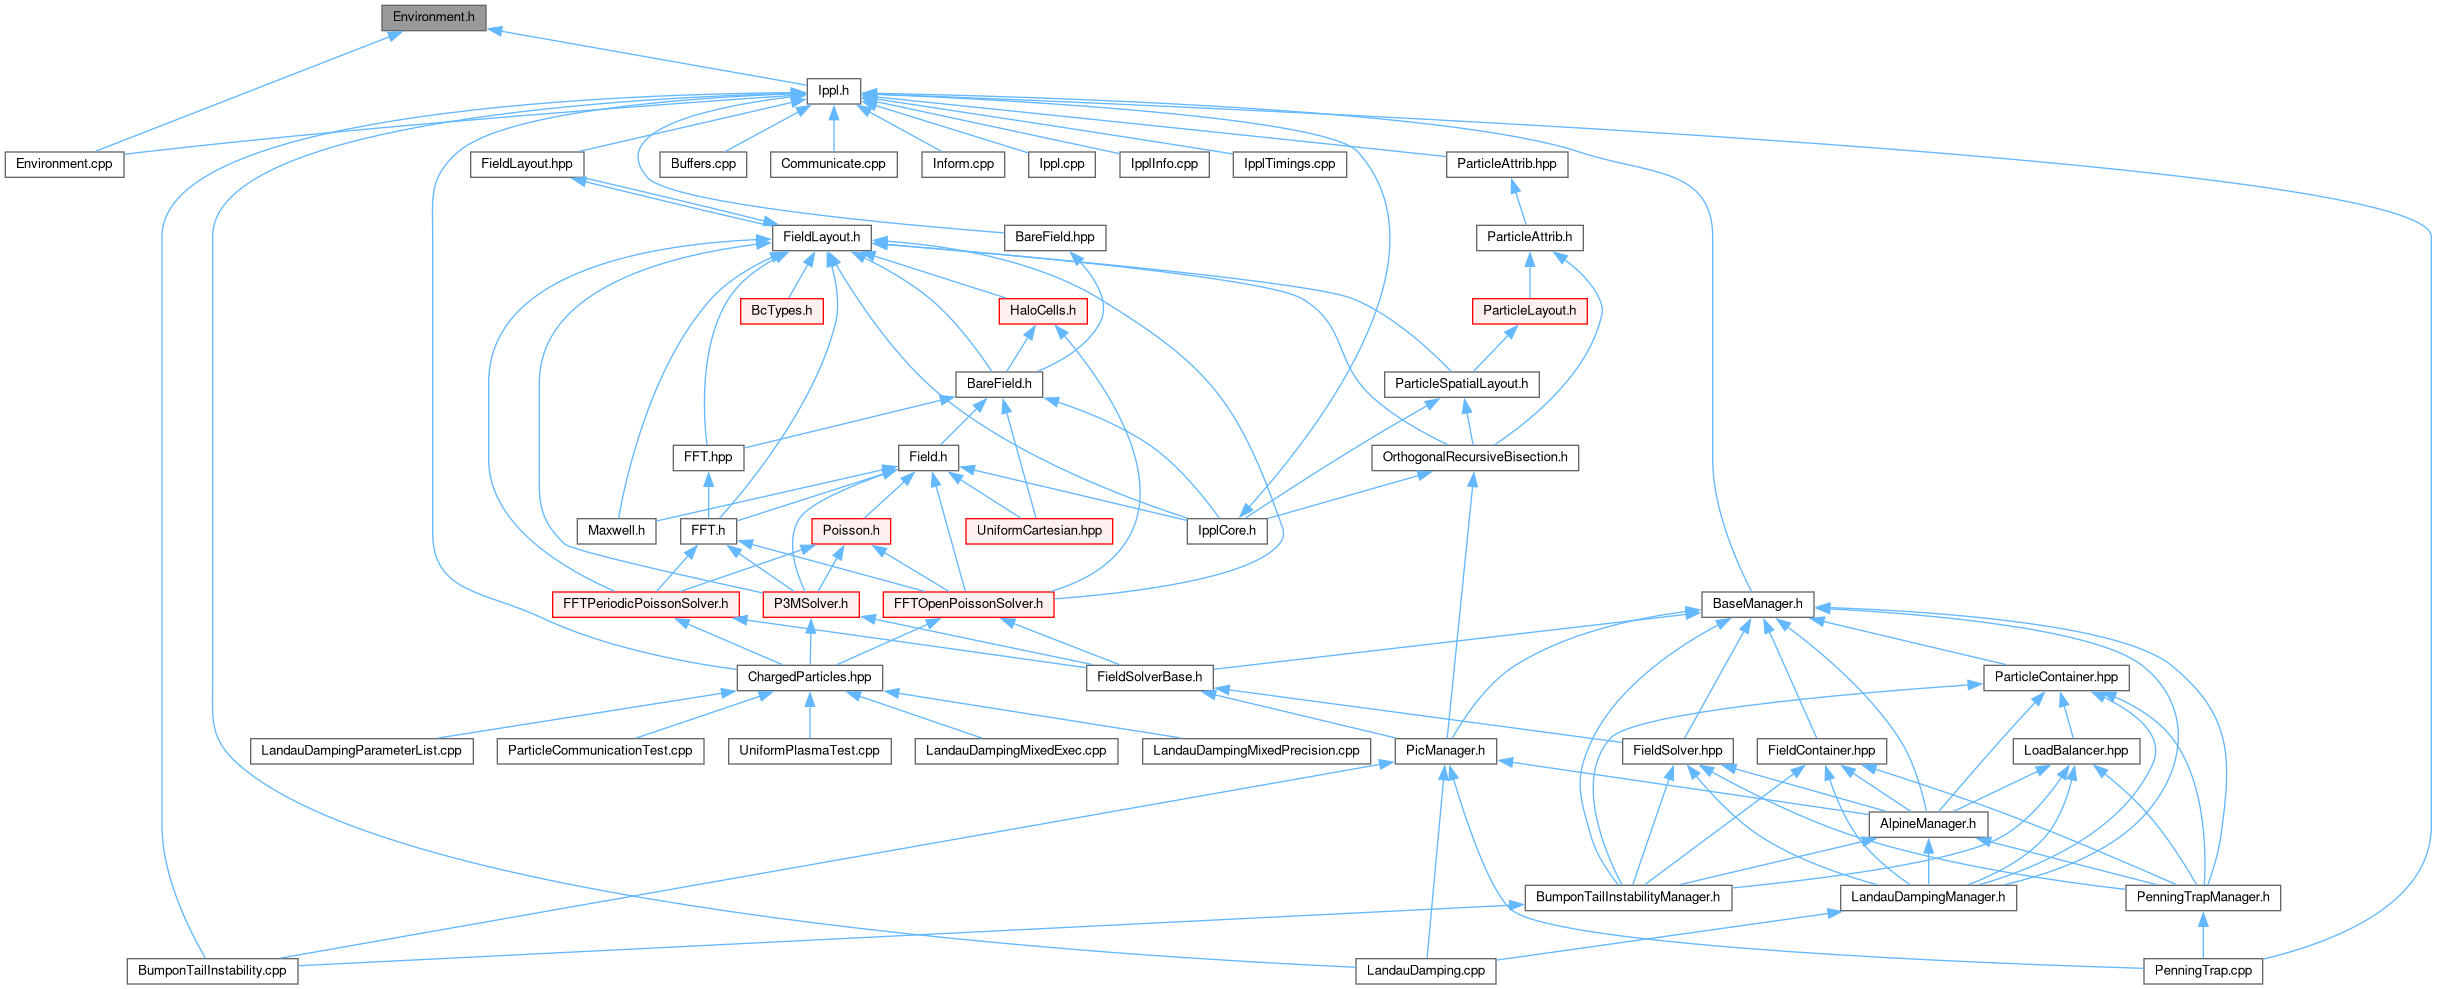 Environment.h
Ippl.h
Environment.cpp
FieldLayout.hpp
Buffers.cpp
Communicate.cpp
Inform.cpp
Ippl.cpp
IpplInfo.cpp
IpplTimings.cpp
ParticleAttrib.hpp
FieldLayout.h
BareField.hpp
ParticleAttrib.h
BcTypes.h
HaloCells.h
ParticleLayout.h
BareField.h
ParticleSpatialLayout.h
FFT.hpp
Field.h
OrthogonalRecursiveBisection.h
Maxwell.h
FFT.h
Poisson.h
UniformCartesian.hpp
IpplCore.h
FFTPeriodicPoissonSolver.h
P3MSolver.h
FFTOpenPoissonSolver.h
BaseManager.h
ChargedParticles.hpp
FieldSolverBase.h
ParticleContainer.hpp
LandauDampingParameterList.cpp
ParticleCommunicationTest.cpp
UniformPlasmaTest.cpp
LandauDampingMixedExec.cpp
LandauDampingMixedPrecision.cpp
PicManager.h
FieldSolver.hpp
FieldContainer.hpp
LoadBalancer.hpp
AlpineManager.h
BumponTailInstabilityManager.h
LandauDampingManager.h
PenningTrapManager.h
BumponTailInstability.cpp
LandauDamping.cpp
PenningTrap.cpp